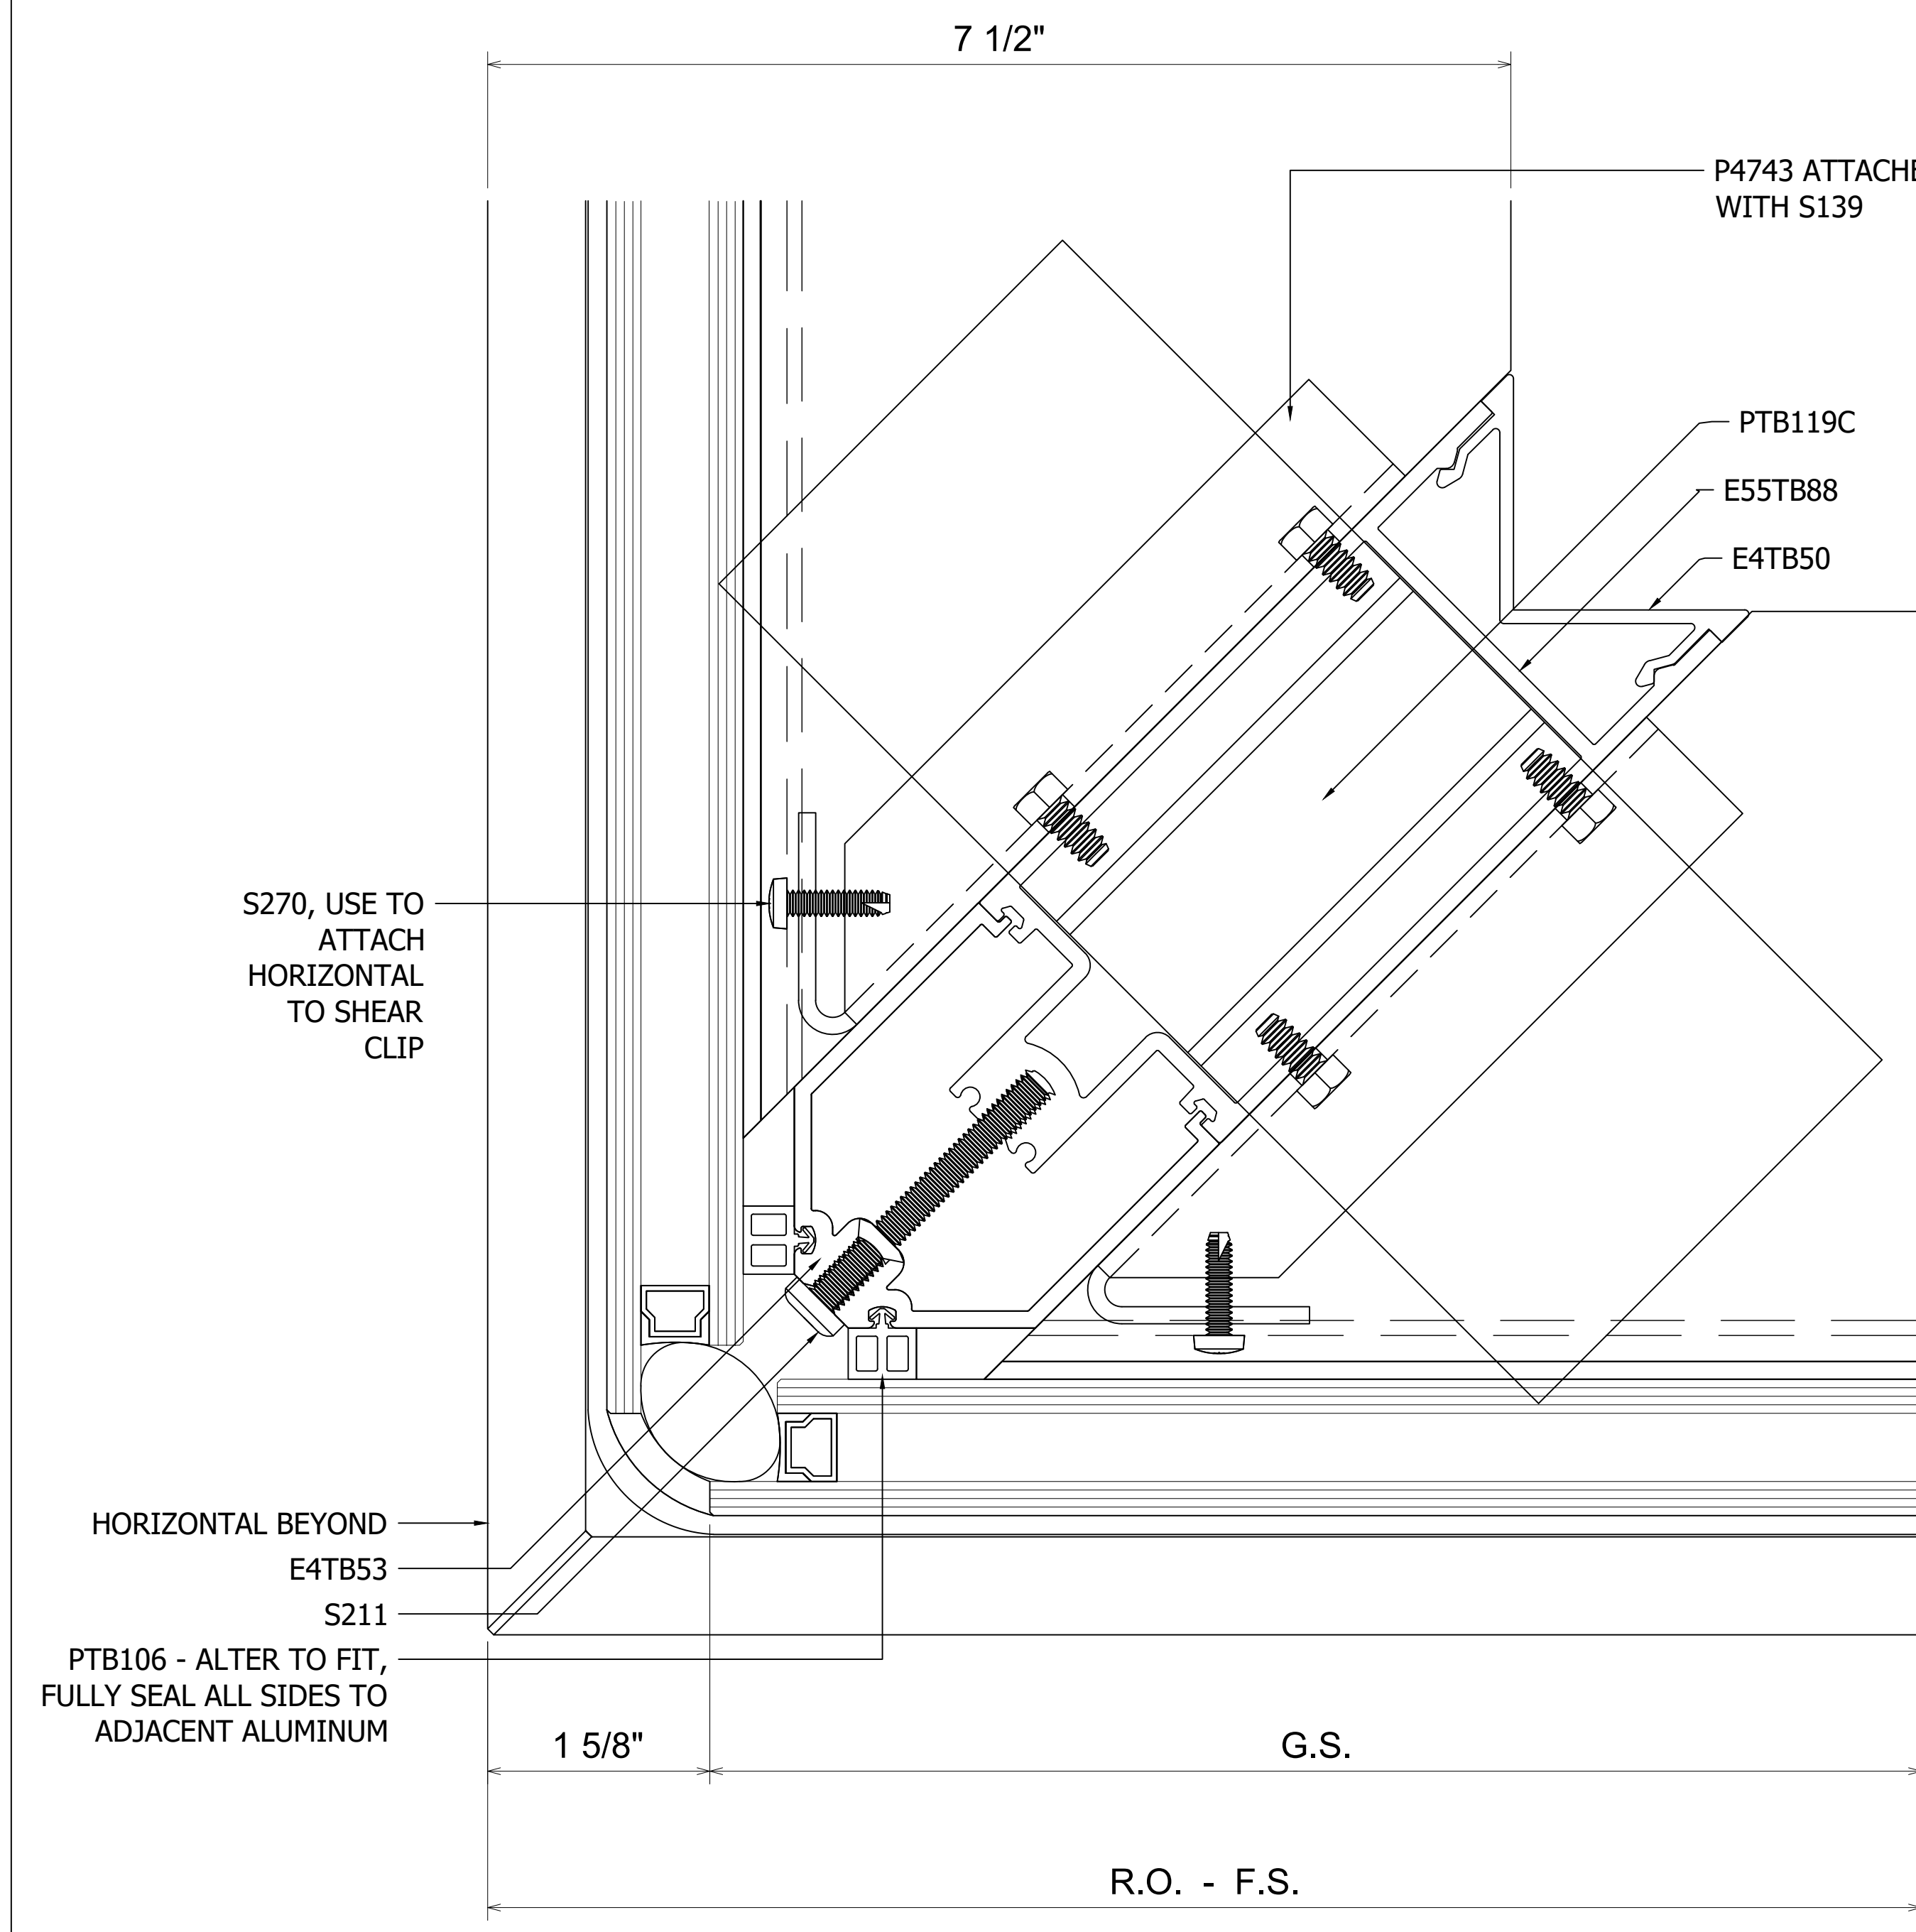 7 1/2"
P4743 ATTACHE
WITH S139
PTB119C
E55TB88
E4TB50
S270, USE TO
ATTACH
HORIZONTAL
TO SHEAR
CLIP
HORIZONTAL BEYOND
E4TB53
S211
PTB106 - ALTER TO FIT,
FULLY SEAL ALL SIDES TO
ADJACENT ALUMINUM
1 5/8"
G.S.
R.O. - F.S.